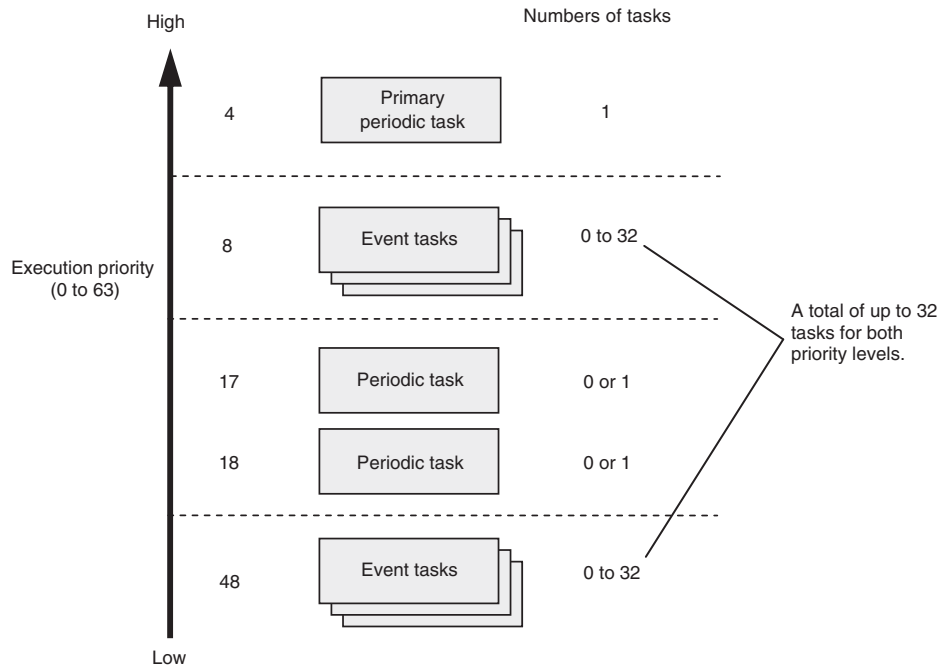 Numbers of tasks
High
4
Primary
periodic task
1
8
Event tasks
0 to 32
Execution priority
(0 to 63)
A total of up to 32
tasks for both
priority levels.
17
Periodic task
0 or 1
18
Periodic task
0 or 1
48
Event tasks
0 to 32
Low